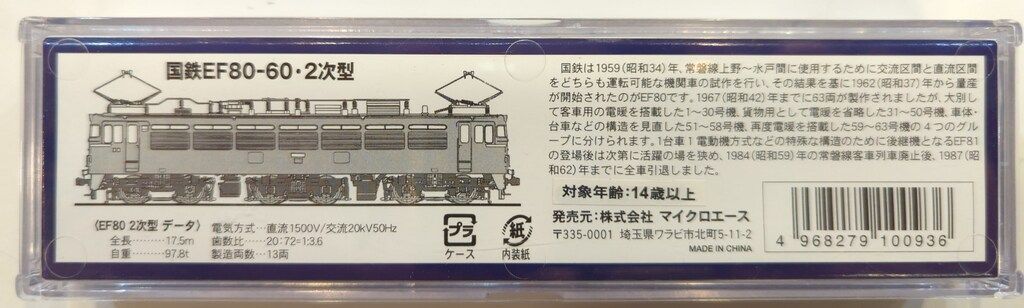 国鉄EF80-60・2次型
国鉄は1959(昭和34)年、常磐線上野〜水戸間に使用するために交流区間と直流区間
をどちらも運転可能な機関車の試作を行い、その結果を基に1962(昭和37)年から量産
が開始されたのがEF80です。1967(昭和42)年までに63両が製作されましたが、大別し
て客車用の電暖を搭載した1〜30号機、貨物用として電暖を省略した31〜50号機、車体・
台車などの構造を見直した51〜58号機、再度電暖を搭載した59〜63号機の4つのグルー
プに分けられます。1台車1電動機方式などの特殊な構造のために後継機となるEF81
の登場後は次第に活躍の場を狭め、1984(昭和59)年の常磐線客車列車廃止後、1987(昭
和62)年までに全車引退しました。
対象年齢:14歳以上
発売元:株式会社 マイクロエース
〒335-0001 埼玉県ワラビ市北町5-11-2
MADE IN CHINA
〈EF80 2次型 データ〉
全長………17.5m
自重………97.8t
電気方式…直流1500V/交流20kV50Hz
歯数比……20:72=1:3.6
製造両数…13両
プラ
ケース
紙
内装紙
4 968279 100936